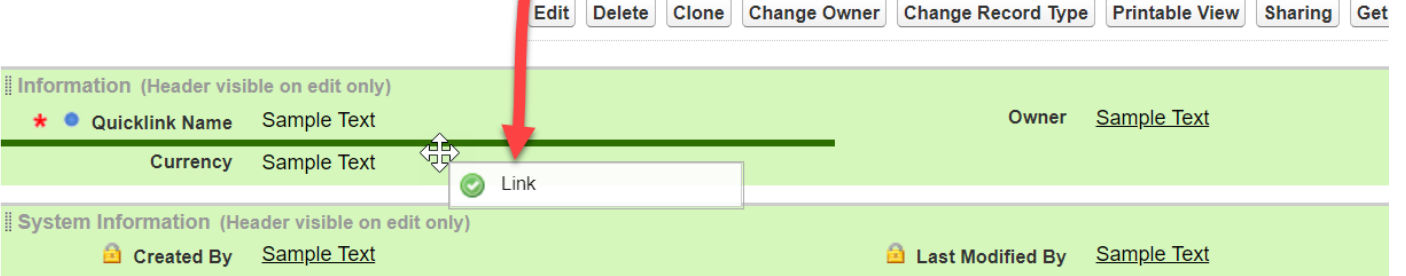 Edit Delete Clone Change Owner Change Record Type Printable View Sharing Get
Information (Header visible on edit only)
* Quicklink Name Sample Text Owner Sample Text
Currency Sample Text
Link
System Information (Header visible on edit only)
Created By Sample Text Last Modified By Sample Text